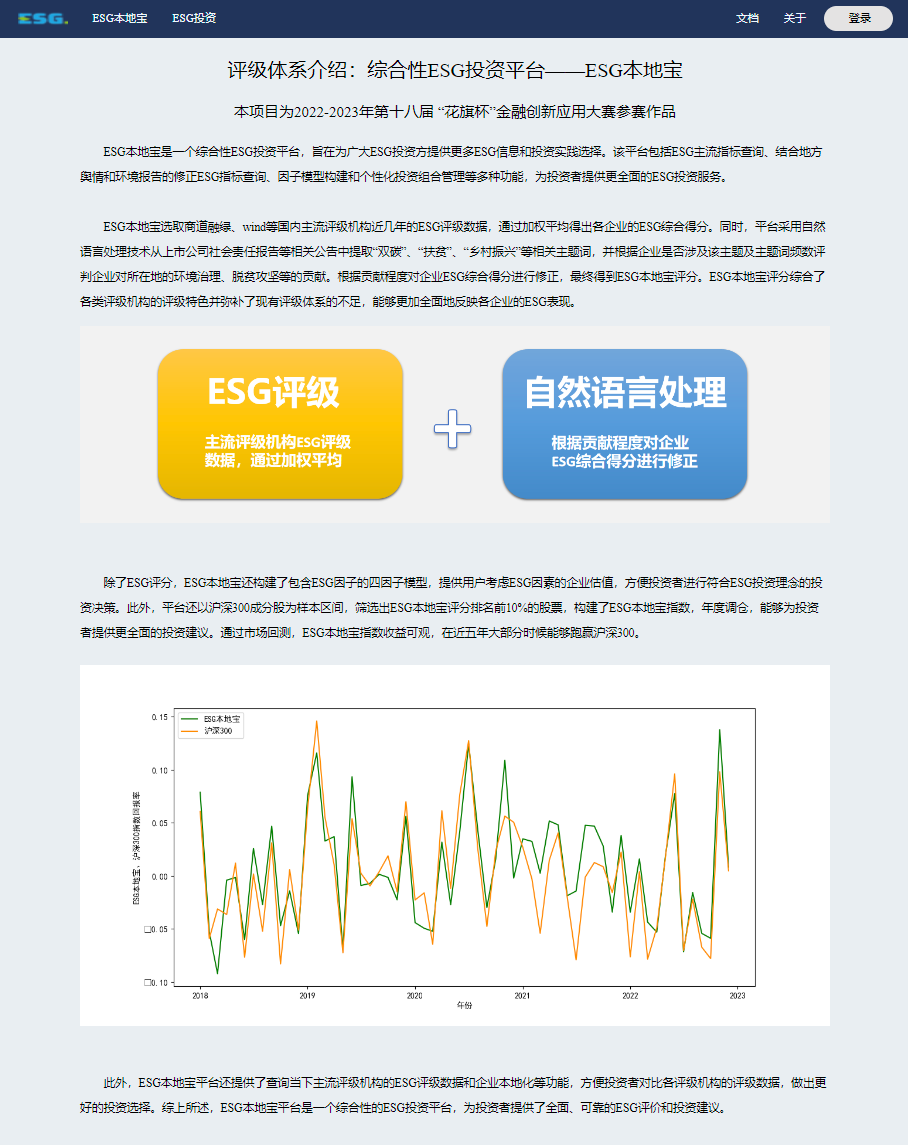 ESG. ESG本地宝 ESG投资 文档 关于 登录
评级体系介绍：综合性ESG投资平台——ESG本地宝
本项目为2022-2023年第十八届 “花旗杯”金融创新应用大赛参赛作品
ESG本地宝是一个综合性ESG投资平台，旨在为广大ESG投资方提供更多ESG信息和投资实践选择。该平台包括ESG主流指标查询、结合地方
舆情和环境报告的修正ESG指标查询、因子模型构建和个性化投资组合管理等多种功能，为投资者提供更全面的ESG投资服务。
ESG本地宝选取商道融绿、wind等国内主流评级机构近几年的ESG评级数据，通过加权平均得出各企业的ESG综合得分。同时，平台采用自然
语言处理技术从上市公司社会责任报告等相关公告中提取“双碳”、“扶贫”、“乡村振兴”等相关主题词，并根据企业是否涉及该主题及主题词频数评
判企业对所在地的环境治理、脱贫攻坚等的贡献。根据贡献程度对企业ESG综合得分进行修正，最终得到ESG本地宝评分。ESG本地宝评分综合了
各类评级机构的评级特色并弥补了现有评级体系的不足，能够更加全面地反映各企业的ESG表现。
ESG评级
主流评级机构ESG评级
数据，通过加权平均
自然语言处理
根据贡献程度对企业
ESG综合得分进行修正
除了ESG评分，ESG本地宝还构建了包含ESG因子的四因子模型，提供用户考虑ESG因素的企业估值，方便投资者进行符合ESG投资理念的投
资决策。此外，平台还以沪深300成分股为样本区间，筛选出ESG本地宝评分排名前10%的股票，构建了ESG本地宝指数，年度调仓，能够为投资
者提供更全面的投资建议。通过市场回测，ESG本地宝指数收益可观，在近五年大部分时候能够跑赢沪深300。
ESG本地宝
沪深300
ESG本地宝、沪深300指数回报率
0.15
0.10
0.05
0.00
□0.05
□0.10
2018 2019 2020 2021 2022 2023
年份
此外，ESG本地宝平台还提供了查询当下主流评级机构的ESG评级数据和企业本地化等功能，方便投资者对比各评级机构的评级数据，做出更
好的投资选择。综上所述，ESG本地宝平台是一个综合性的ESG投资平台，为投资者提供了全面、可靠的ESG评价和投资建议。